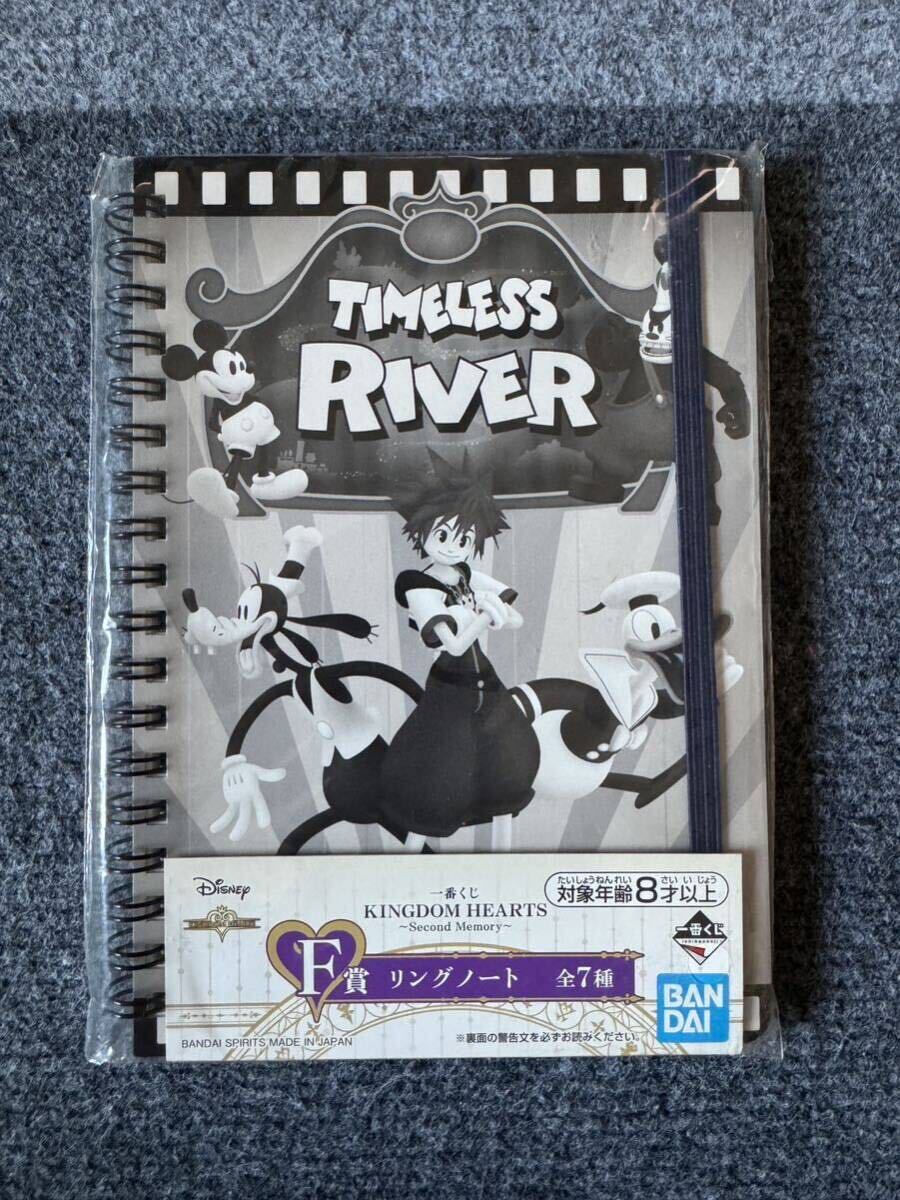 TIMELESS
RIVER
Disney
一番くじ
KINGDOM HEARTS
～Second Memory～
たいしょうねんれい さい い じょう
対象年齢8才以上
一番くじ
F賞 リングノート 全7種
BAN
DAI
BANDAI SPIRITS MADE IN JAPAN
※裏面の警告文を必ずお読みください。